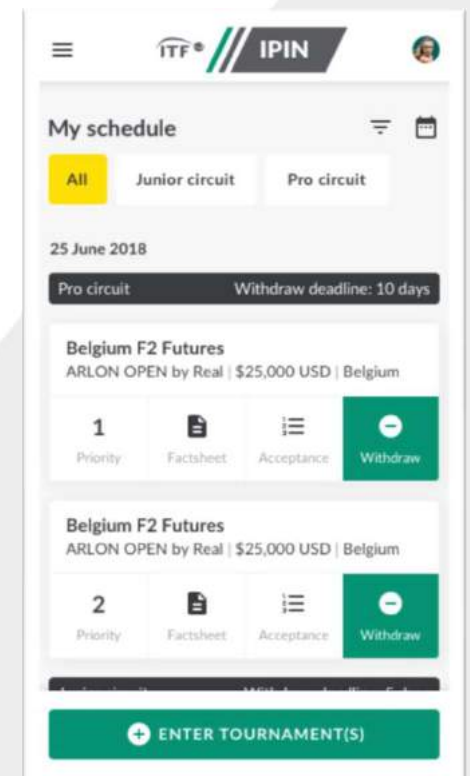 ITF® IPIN
My schedule
All Junior circuit Pro circuit
25 June 2018
Pro circuit Withdraw deadline: 10 days
Belgium F2 Futures
ARLON OPEN by Real | $25,000 USD | Belgium
1
Priority Factsheet Acceptance Withdraw
Belgium F2 Futures
ARLON OPEN by Real | $25,000 USD | Belgium
2
Priority Factsheet Acceptance Withdraw
ENTER TOURNAMENT(S)